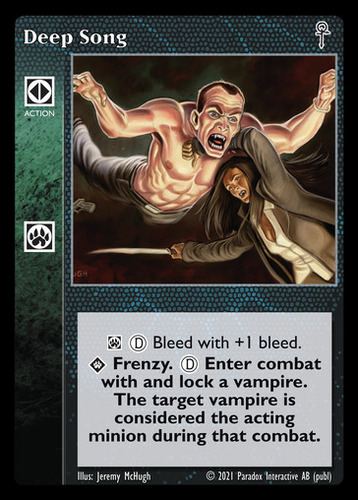 Deep Song
ACTION
JGM
D Bleed with +1 bleed.
Frenzy. D Enter combat
with and lock a vampire.
The target vampire is
considered the acting
minion during that combat.
Illus: Jeremy McHugh © 2021 Paradox Interactive AB (publ)